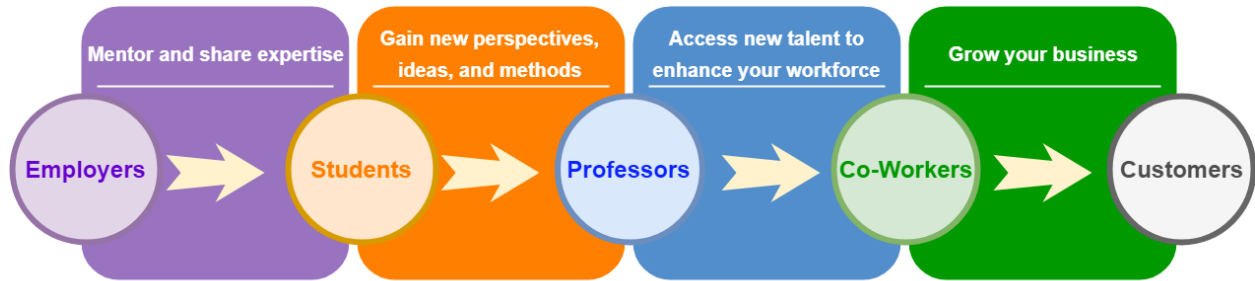 Mentor and share expertise
Gain new perspectives,
ideas, and methods
Access new talent to
enhance your workforce
Grow your business
Employers
Students
Professors
Co-Workers
Customers